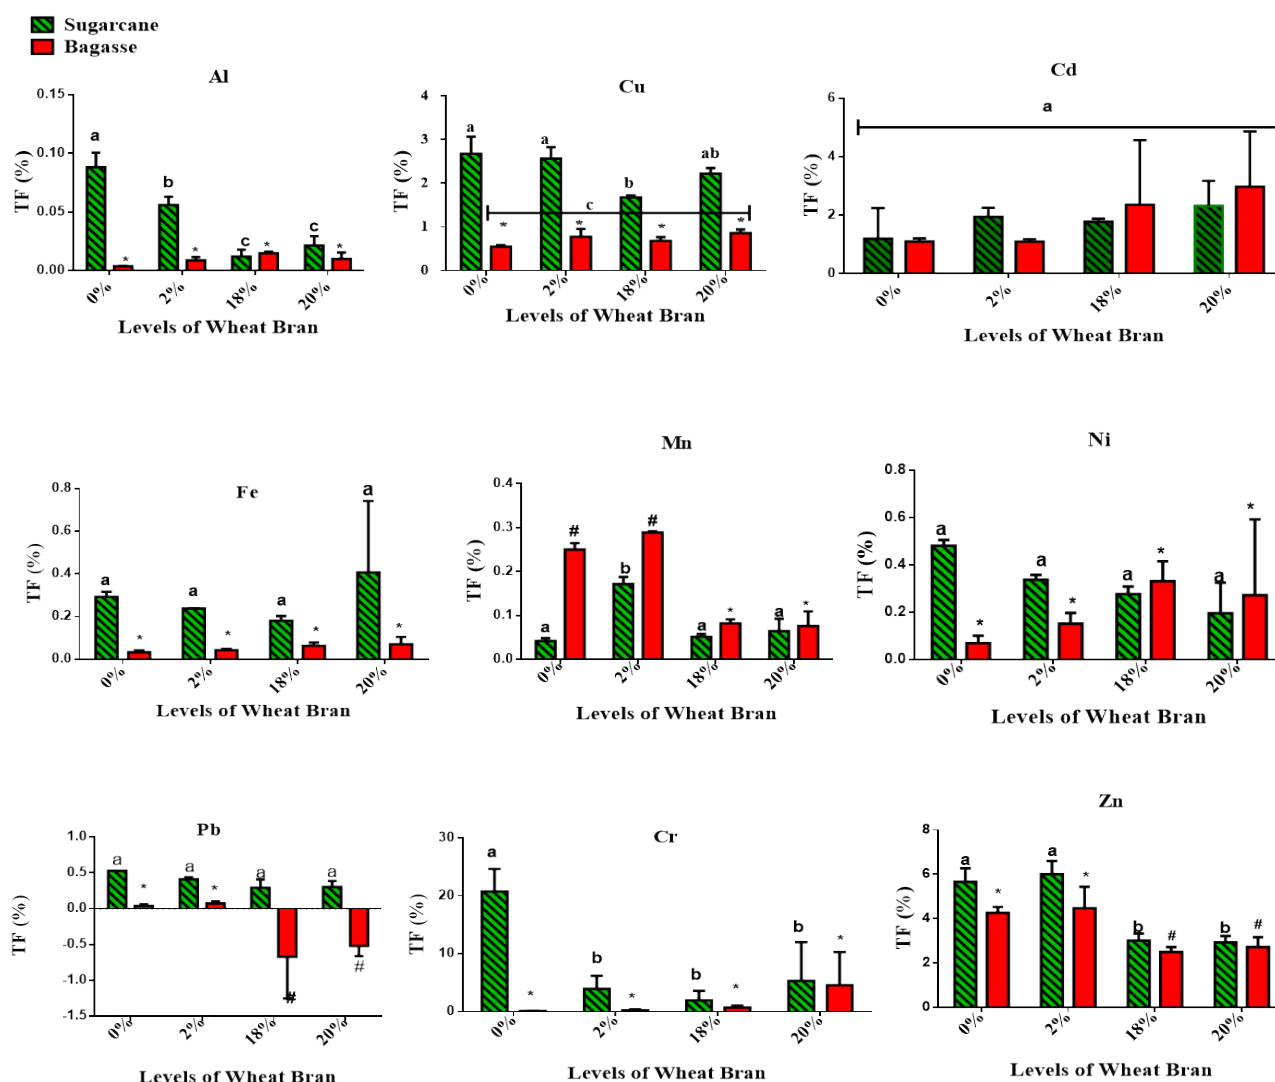 Sugarcane
Bagasse
Al
0.15
0.10
0.05
0.00
TF (%)
a
*
b
*
c
*
c
*
0%
2%
18%
20%
Levels of Wheat Bran
Cu
4
3
2
1
0
TF (%)
a
*
a
*
b
*
ab
*
c
0%
2%
18%
20%
Levels of Wheat Bran
Cd
6
4
2
0
TF (%)
a
0%
2%
18%
20%
Levels of Wheat Bran
Fe
0.8
0.6
0.4
0.2
0.0
TF (%)
a
*
a
*
a
*
a
*
0%
2%
18%
20%
Levels of Wheat Bran
Mn
0.4
0.3
0.2
0.1
0.0
TF (%)
a
#
b
#
a
*
a
*
0%
2%
18%
20%
Levels of Wheat Bran
Ni
0.8
0.6
0.4
0.2
0.0
TF (%)
a
*
a
*
a
*
a
*
0%
2%
18%
20%
Levels of Wheat Bran
Pb
1.0
0.5
0.0
-0.5
-1.0
-1.5
TF (%)
a
*
a
*
a
#
a
#
0%
2%
18%
20%
Levels of Wheat Bran
Cr
30
20
10
0
TF (%)
a
*
b
*
b
*
b
*
0%
2%
18%
20%
Levels of Wheat Bran
Zn
8
6
4
2
0
TF (%)
a
*
a
*
b
#
b
#
0%
2%
18%
20%
Levels of Wheat Bran